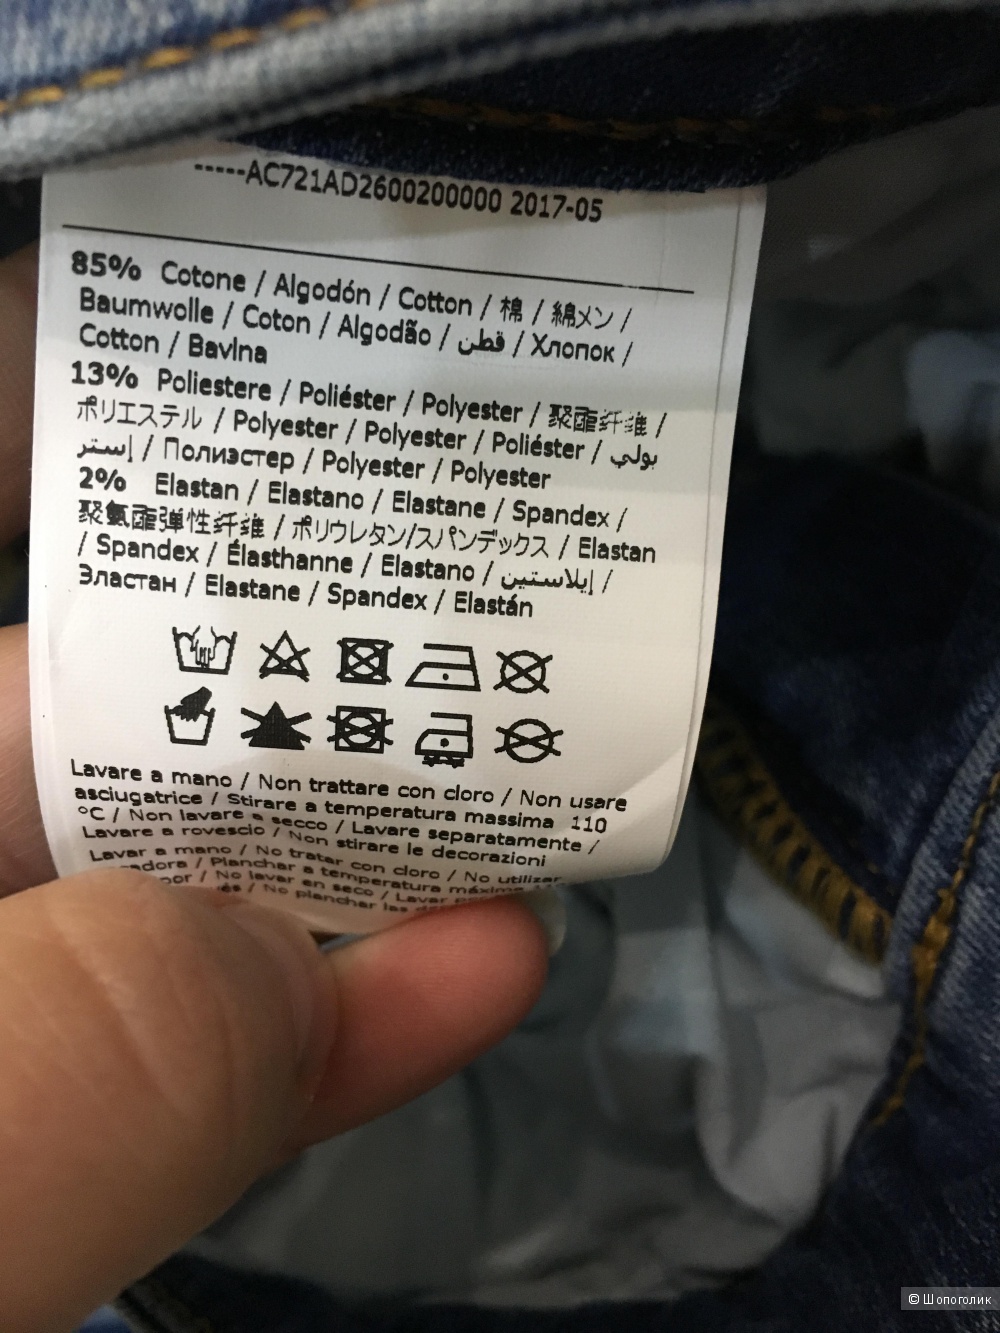 -----AC721AD2600200000 2017-05
85% Cotone / Algodón / Cotton / 棉 / 綿メン /
Baumwolle / Coton / Algodão / قطن / Хлопок /
Cotton / Bavlna
13% Poliestere / Poliéster / Polyester / 聚酯纤维 /
ポリエステル / Polyester / Polyester / Poliéster / بولي
إستر / Полиэстер / Polyester / Polyester
2% Elastan / Elastano / Elastane / Spandex /
聚氨酯弹性纤维 / ポリウレタン/スパンデックス / Elastan
/ Spandex / Élasthanne / Elastano / إيلاستين /
Эластан / Elastane / Spandex / Elastán
Lavare a mano / Non trattare con cloro / Non usare
asciugatrice / Stirare a temperatura massima 110
°C / Non lavare a secco / Lavare separatamente /
Lavare a rovescio / Non stirare le decorazioni
Lavar a mano / No tratar con cloro / No utilizar
/ Planchar a temperatura máxima
/ No lavar en seco / Lavar
/ No planchar las
© Шопоголик